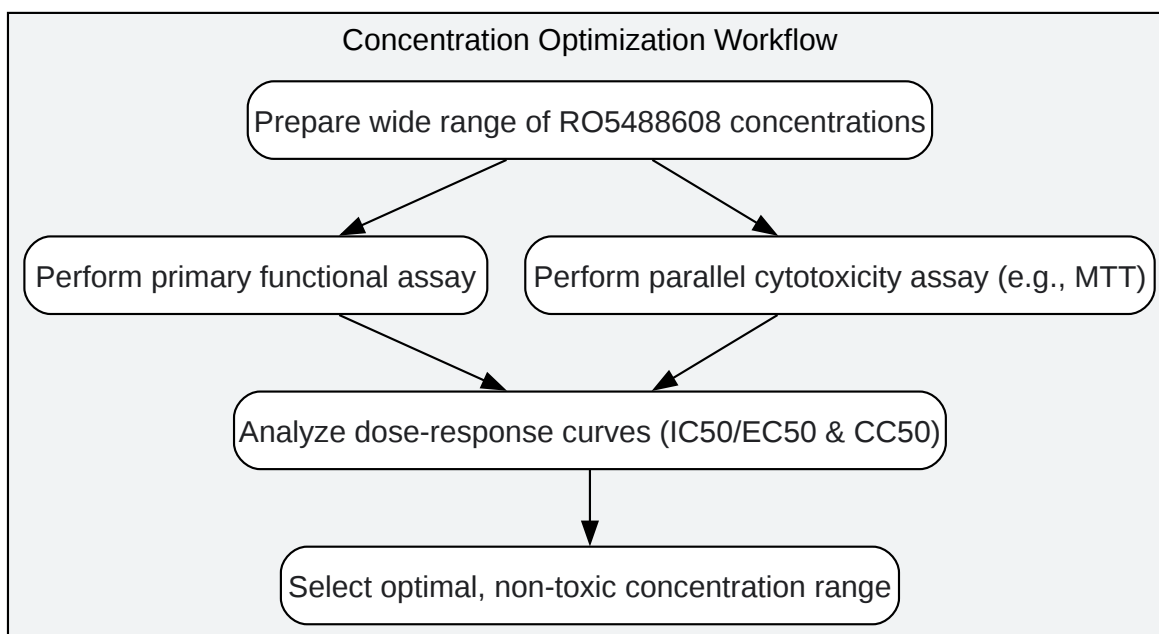 Concentration Optimization Workflow
Prepare wide range of RO5488608 concentrations
Perform primary functional assay
Perform parallel cytotoxicity assay (e.g., MTT)
Analyze dose-response curves (IC50/EC50 & CC50)
Select optimal, non-toxic concentration range